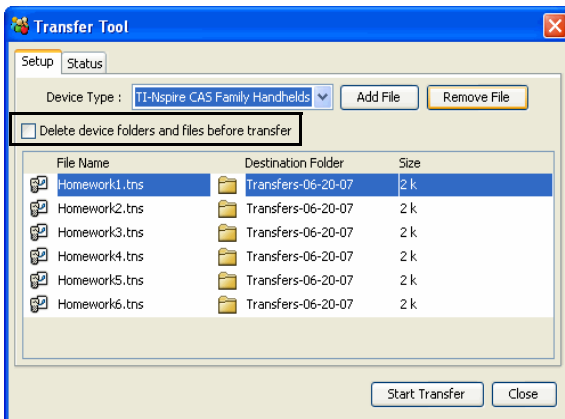 Transfer Tool
Setup Status
Device Type : TI-Nspire CAS Family Handhelds Add File Remove File
Delete device folders and files before transfer
File Name Destination Folder Size
Homework1.tns Transfers-06-20-07 2 k
Homework2.tns Transfers-06-20-07 2 k
Homework3.tns Transfers-06-20-07 2 k
Homework4.tns Transfers-06-20-07 2 k
Homework5.tns Transfers-06-20-07 2 k
Homework6.tns Transfers-06-20-07 2 k
Start Transfer Close